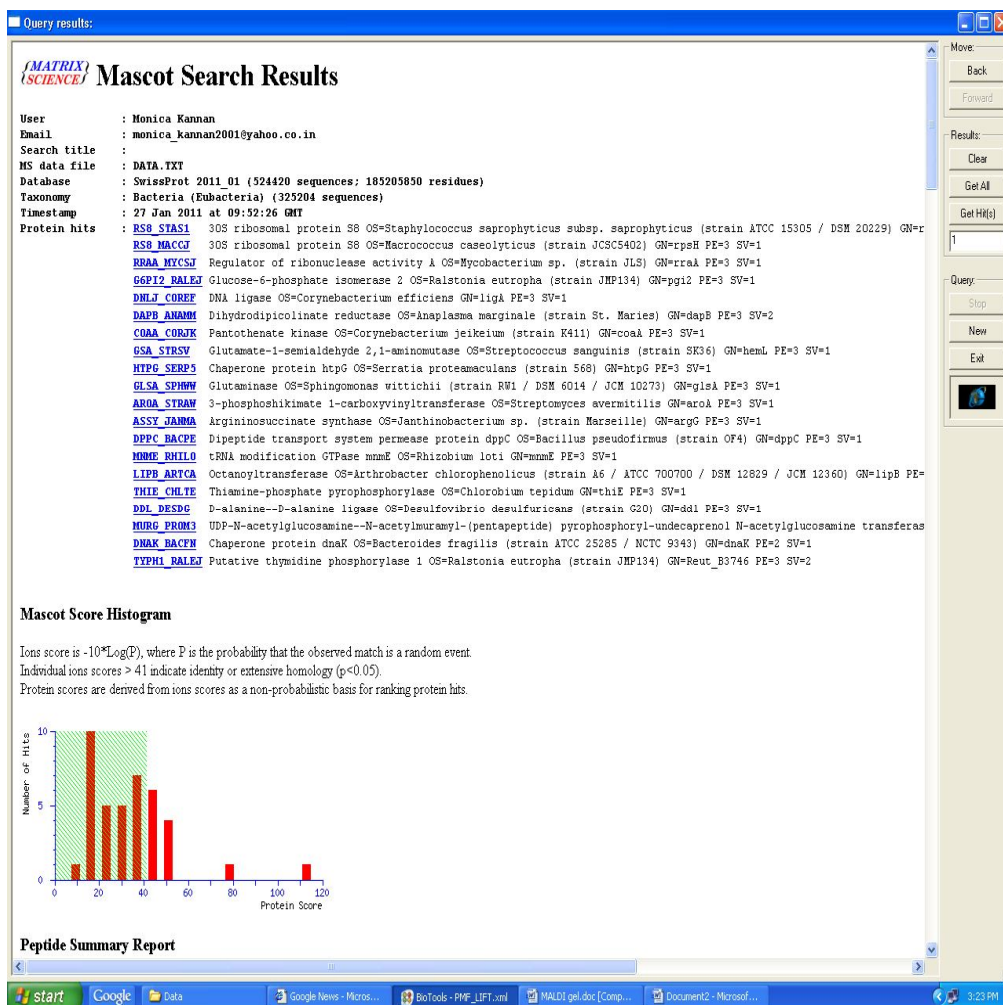 Query results:
{MATRIX
SCIENCE} Mascot Search Results
User : Monica Kannan
Email : monica_kannan2001@yahoo.co.in
Search title :
MS data file : DATA.TXT
Database : SwissProt 2011_01 (524420 sequences; 185205850 residues)
Taxonomy : Bacteria (Eubacteria) (325204 sequences)
Timestamp : 27 Jan 2011 at 09:52:26 GMT
Protein hits : RS8_STAS1 30S ribosomal protein S8 OS=Staphylococcus saprophyticus subsp. saprophyticus (strain ATCC 15305 / DSM 20229) GN=r
RS8_MACCJ 30S ribosomal protein S8 OS=Macrococcus caseolyticus (strain JCSC5402) GN=rpsH PE=3 SV=1
RRAA_MYCSJ Regulator of ribonuclease activity A OS=Mycobacterium sp. (strain JLS) GN=rraA PE=3 SV=1
G6PI2_RALEJ Glucose-6-phosphate isomerase 2 OS=Ralstonia eutropha (strain JMP134) GN=pgi2 PE=3 SV=1
DNLJ_COREF DNA ligase OS=Corynebacterium efficiens GN=ligA PE=3 SV=1
DAPB_ANAMM Dihydrodipicolinate reductase OS=Anaplasma marginale (strain St. Maries) GN=dapB PE=3 SV=2
COAA_CORJK Pantothenate kinase OS=Corynebacterium jeikeium (strain K411) GN=coaA PE=3 SV=1
GSA_STRSV Glutamate-1-semialdehyde 2,1-aminomutase OS=Streptococcus sanguinis (strain SK36) GN=hemL PE=3 SV=1
HTPG_SERP5 Chaperone protein htpG OS=Serratia proteamaculans (strain 568) GN=htpG PE=3 SV=1
GLSA_SPHWW Glutaminase OS=Sphingomonas wittichii (strain RW1 / DSM 6014 / JCM 10273) GN=glsA PE=3 SV=1
AROA_STRAW 3-phosphoshikimate 1-carboxyvinyltransferase OS=Streptomyces avermitilis GN=aroA PE=3 SV=1
ASSY_JANMA Argininosuccinate synthase OS=Janthinobacterium sp. (strain Marseille) GN=argG PE=3 SV=1
DPPC_BACPE Dipeptide transport system permease protein dppC OS=Bacillus pseudofirmus (strain OF4) GN=dppC PE=3 SV=1
MNME_RHILO tRNA modification GTPase mnmE OS=Rhizobium loti GN=mnmE PE=3 SV=1
LIPB_ARTCA Octanoyltransferase OS=Arthrobacter chlorophenolicus (strain A6 / ATCC 700700 / DSM 12829 / JCM 12360) GN=lipB PE=
THIE_CHLTE Thiamine-phosphate pyrophosphorylase OS=Chlorobium tepidum GN=thiE PE=3 SV=1
DDL_DESDG D-alanine--D-alanine ligase OS=Desulfovibrio desulfuricans (strain G20) GN=ddl PE=3 SV=1
MURG_PROM3 UDP-N-acetylglucosamine--N-acetylmuramyl-(pentapeptide) pyrophosphoryl-undecaprenol N-acetylglucosamine transferas
DNAK_BACFN Chaperone protein dnaK OS=Bacteroides fragilis (strain ATCC 25285 / NCTC 9343) GN=dnaK PE=2 SV=1
TYPH1_RALEJ Putative thymidine phosphorylase 1 OS=Ralstonia eutropha (strain JMP134) GN=Reut_B3746 PE=3 SV=2
Mascot Score Histogram
Ions score is -10*Log(P), where P is the probability that the observed match is a random event.
Individual ions scores > 41 indicate identity or extensive homology (p<0.05).
Protein scores are derived from ions scores as a non-probabilistic basis for ranking protein hits.
Number of Hits
10
5
0
0 20 40 60 80 100 120
Protein Score
Peptide Summary Report
Move:
Back
Forward
Results:
Clear
Get All
Get Hit(s)
1
Query:
Stop
New
Exit
start Google Data Google News - Micros... BioTools - PMF_LIFT.xml MALDI gel.doc [Comp... Document2 - Microsof... 3:23 PM